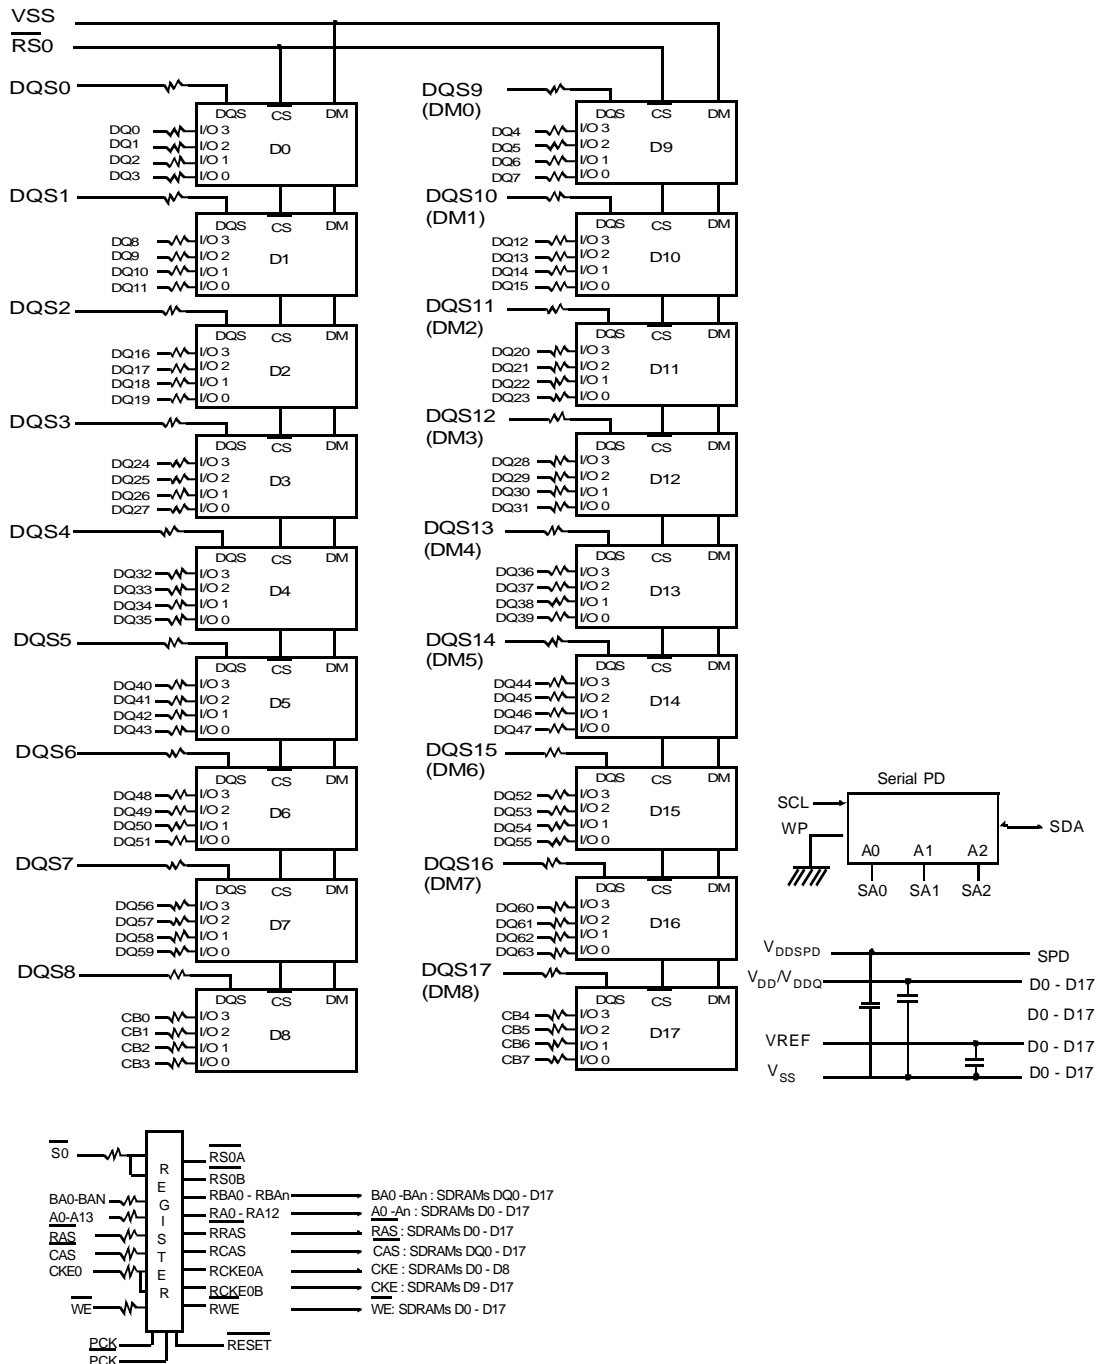 VSS
RS0
DQS0
DQS CS DM
DQ0 I/O 3
DQ1 I/O 2
DQ2 I/O 1
DQ3 I/O 0
D0
DQS1
DQS CS DM
DQ8 I/O 3
DQ9 I/O 2
DQ10 I/O 1
DQ11 I/O 0
D1
DQS2
DQS CS DM
DQ16 I/O 3
DQ17 I/O 2
DQ18 I/O 1
DQ19 I/O 0
D2
DQS3
DQS CS DM
DQ24 I/O 3
DQ25 I/O 2
DQ26 I/O 1
DQ27 I/O 0
D3
DQS4
DQS CS DM
DQ32 I/O 3
DQ33 I/O 2
DQ34 I/O 1
DQ35 I/O 0
D4
DQS5
DQS CS DM
DQ40 I/O 3
DQ41 I/O 2
DQ42 I/O 1
DQ43 I/O 0
D5
DQS6
DQS CS DM
DQ48 I/O 3
DQ49 I/O 2
DQ50 I/O 1
DQ51 I/O 0
D6
DQS7
DQS CS DM
DQ56 I/O 3
DQ57 I/O 2
DQ58 I/O 1
DQ59 I/O 0
D7
DQS8
DQS CS DM
CB0 I/O 3
CB1 I/O 2
CB2 I/O 1
CB3 I/O 0
D8
DQS9
(DM0)
DQS CS DM
DQ4 I/O 3
DQ5 I/O 2
DQ6 I/O 1
DQ7 I/O 0
D9
DQS10
(DM1)
DQS CS DM
DQ12 I/O 3
DQ13 I/O 2
DQ14 I/O 1
DQ15 I/O 0
D10
DQS11
(DM2)
DQS CS DM
DQ20 I/O 3
DQ21 I/O 2
DQ22 I/O 1
DQ23 I/O 0
D11
DQS12
(DM3)
DQS CS DM
DQ28 I/O 3
DQ29 I/O 2
DQ30 I/O 1
DQ31 I/O 0
D12
DQS13
(DM4)
DQS CS DM
DQ36 I/O 3
DQ37 I/O 2
DQ38 I/O 1
DQ39 I/O 0
D13
DQS14
(DM5)
DQS CS DM
DQ44 I/O 3
DQ45 I/O 2
DQ46 I/O 1
DQ47 I/O 0
D14
DQS15
(DM6)
DQS CS DM
DQ52 I/O 3
DQ53 I/O 2
DQ54 I/O 1
DQ55 I/O 0
D15
DQS16
(DM7)
DQS CS DM
DQ60 I/O 3
DQ61 I/O 2
DQ62 I/O 1
DQ63 I/O 0
D16
DQS17
(DM8)
DQS CS DM
CB4 I/O 3
CB5 I/O 2
CB6 I/O 1
CB7 I/O 0
D17
Serial PD
SCL
WP
SDA
A0 A1 A2
SA0 SA1 SA2
VDDSPD SPD
VDD/VDDQ D0 - D17
D0 - D17
VREF D0 - D17
VSS D0 - D17
REGISTER
S0 RS0A
RS0B
BA0-BAN RBA0 - RBAn BA0 -BAn : SDRAMs DQ0 - D17
A0-A13 RA0 - RA12 A0 -An : SDRAMs D0 - D17
RAS RRAS RAS : SDRAMs D0 - D17
CAS RCAS CAS : SDRAMs DQ0 - D17
CKE0 RCKE0A CKE : SDRAMs D0 - D8
RCKE0B CKE : SDRAMs D9 - D17
WE RWE WE: SDRAMs D0 - D17
PCK RESET
PCK